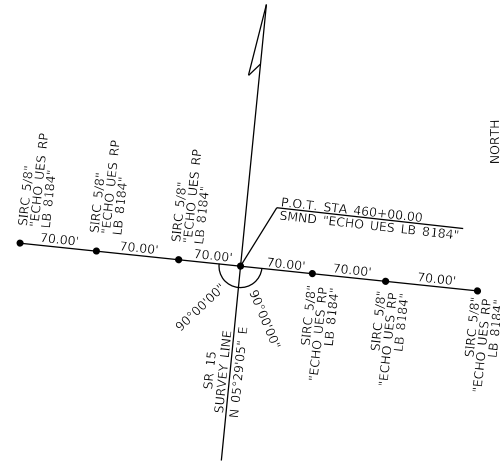 NORTH
SIRC 5/8"
"ECHO UES RP
LB 8184"
SIRC 5/8"
"ECHO UES RP
LB 8184"
SIRC 5/8"
"ECHO UES RP
LB 8184"
P.O.T. STA 460+00.00
SMND "ECHO UES LB 8184"
70.00'
70.00'
70.00'
70.00'
70.00'
70.00'
90°00'00"
90°00'00"
SR 15
SURVEY LINE
N 05°29'05" E
SIRC 5/8"
"ECHO UES RP
LB 8184"
SIRC 5/8"
"ECHO UES RP
LB 8184"
SIRC 5/8"
"ECHO UES RP
LB 8184"